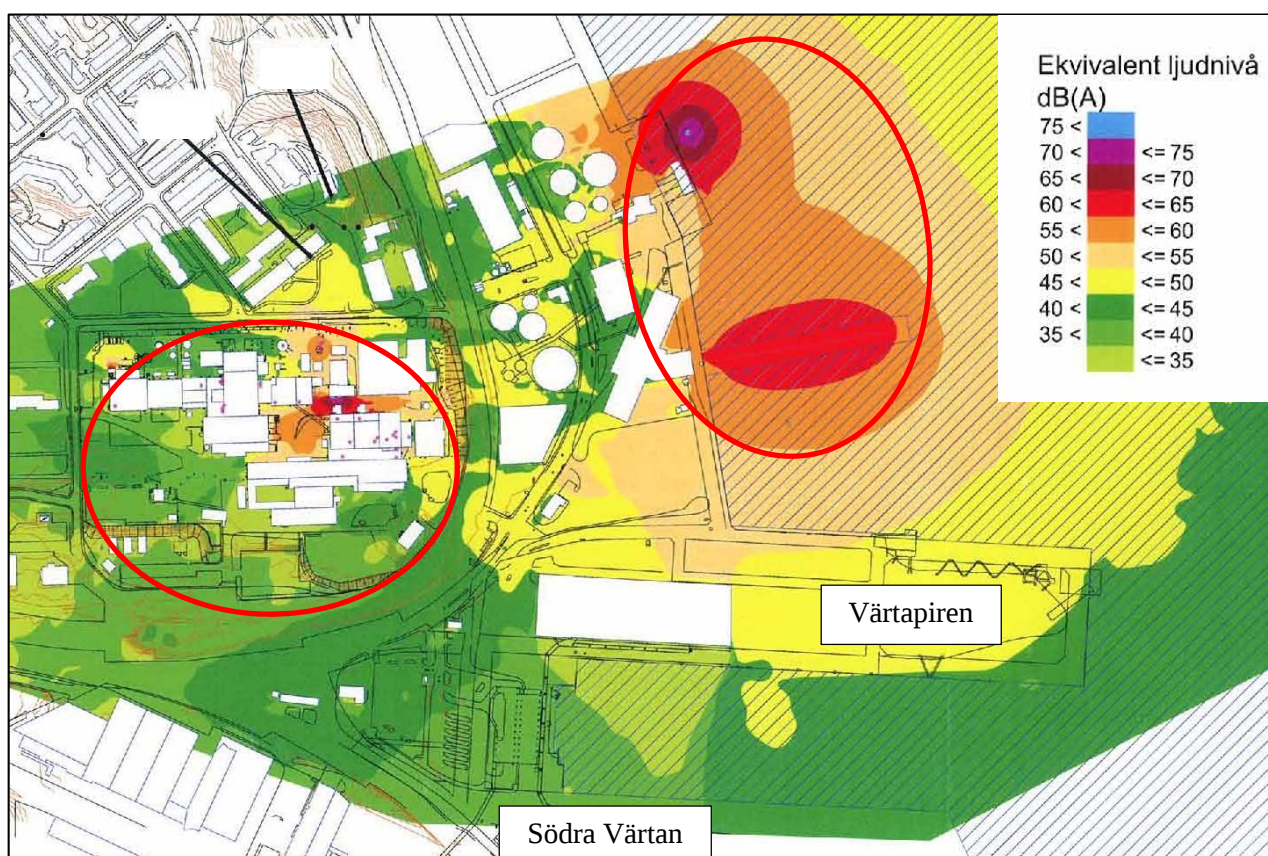 Ekvivalent ljudnivå
dB(A)
75 <
70 < <= 75
65 < <= 70
60 < <= 65
55 < <= 60
50 < <= 55
45 < <= 50
40 < <= 45
35 < <= 40
<= 35
Värtapiren
Södra Värtan